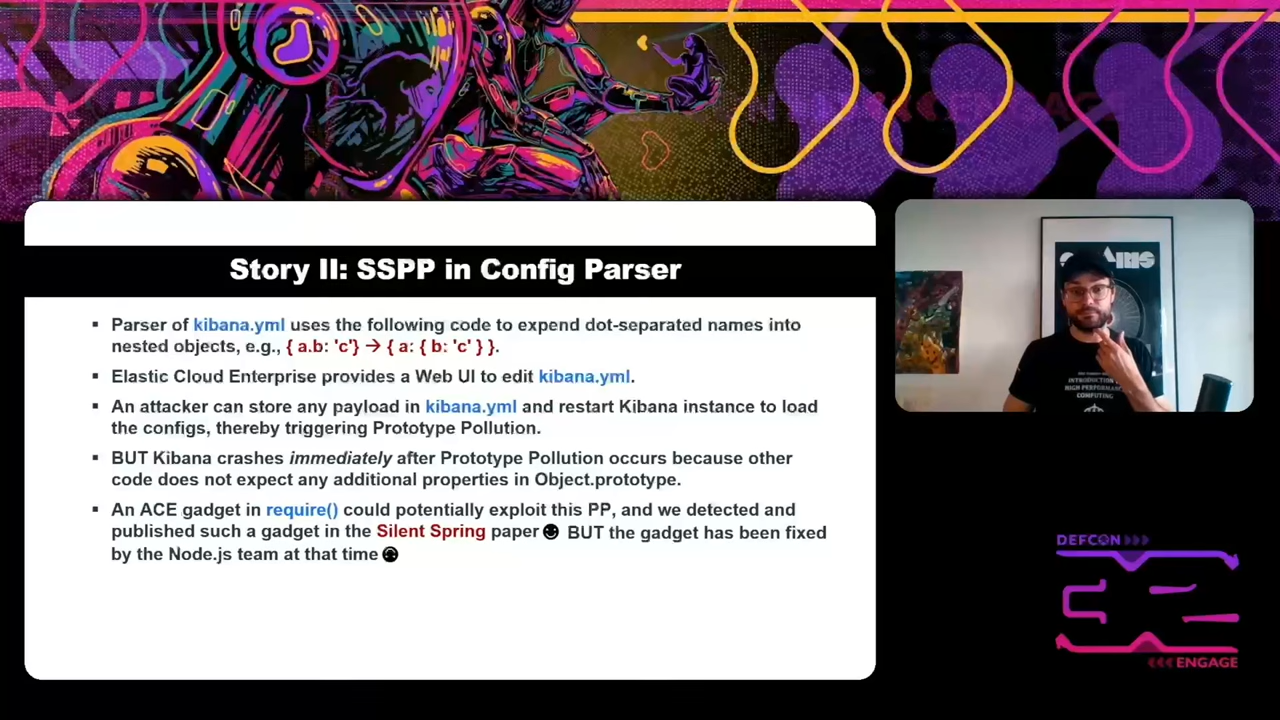 Story II: SSPP in Config Parser
▪ Parser of kibana.yml uses the following code to expend dot-separated names into
nested objects, e.g., { a.b: 'c'} → { a: { b: 'c' } }.
▪ Elastic Cloud Enterprise provides a Web UI to edit kibana.yml.
▪ An attacker can store any payload in kibana.yml and restart Kibana instance to load
the configs, thereby triggering Prototype Pollution.
▪ BUT Kibana crashes immediately after Prototype Pollution occurs because other
code does not expect any additional properties in Object.prototype.
▪ An ACE gadget in require() could potentially exploit this PP, and we detected and
published such a gadget in the Silent Spring paper☻ BUT the gadget has been fixed
by the Node.js team at that time☻
INTRODUCTION
HIGH PERFORMANCE
COMPUTING
DEFCON
ENGAGE